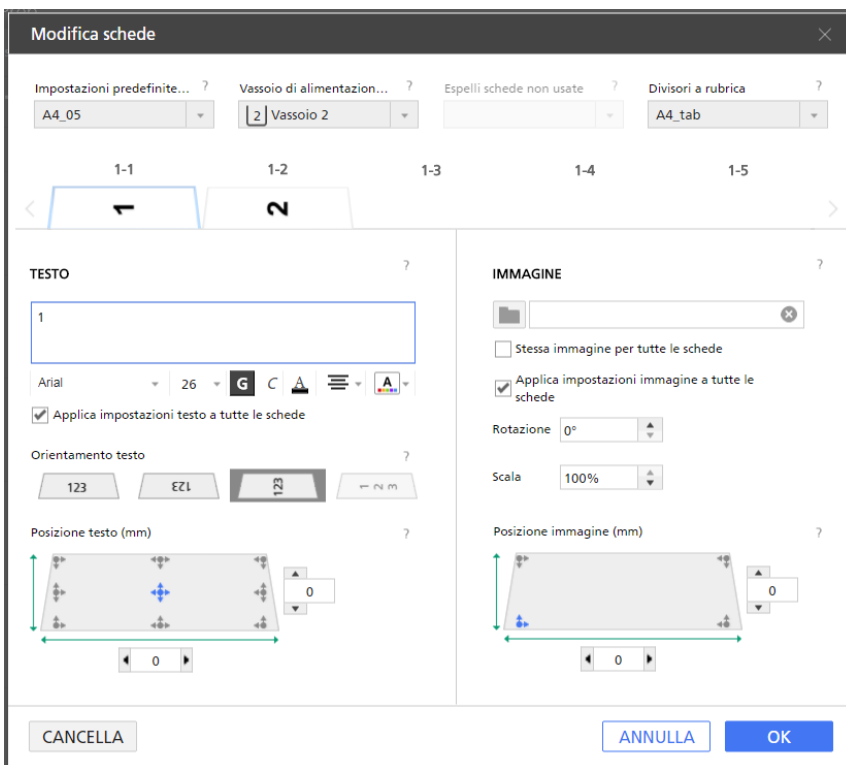 Modifica schede
Impostazioni predefinite... ?
Vassoio di alimentazion... ?
Espelli schede non usate ?
Divisori a rubrica ?
A4_05
2 Vassoio 2
A4_tab
1-1 1-2 1-3 1-4 1-5
1 2
TESTO ?
1
Arial 26 G C A A
Applica impostazioni testo a tutte le schede
Orientamento testo ?
123 123 123 1 2 3
Posizione testo (mm) ?
0
0
IMMAGINE ?
Stessa immagine per tutte le schede
Applica impostazioni immagine a tutte le
schede
Rotazione 0°
Scala 100%
Posizione immagine (mm) ?
0
0
CANCELLA ANNULLA OK